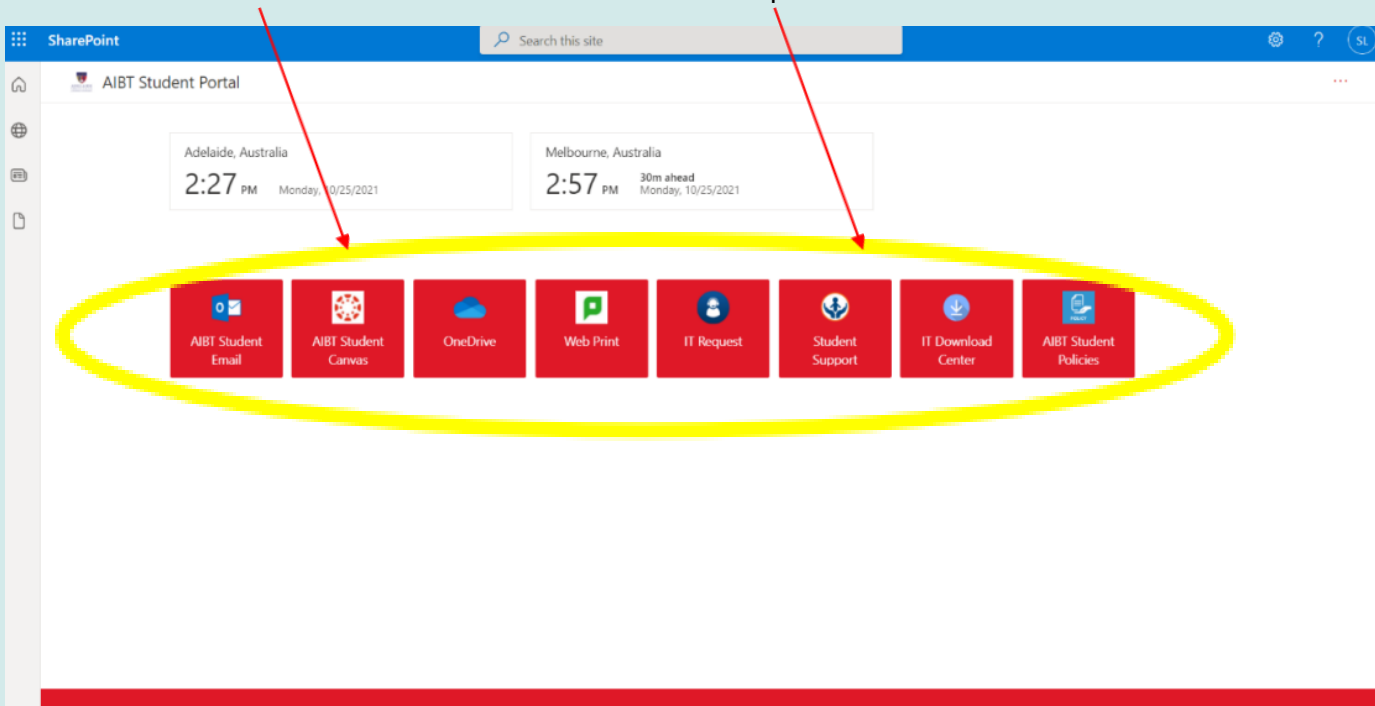 SharePoint
Search this site
?
SL
AIBT Student Portal
...
Adelaide, Australia
2:27 PM Monday, 10/25/2021
Melbourne, Australia
2:57 PM 30m ahead
Monday, 10/25/2021
AIBT Student
Email
AIBT Student
Canvas
OneDrive
Web Print
IT Request
Student
Support
IT Download
Center
AIBT Student
Policies